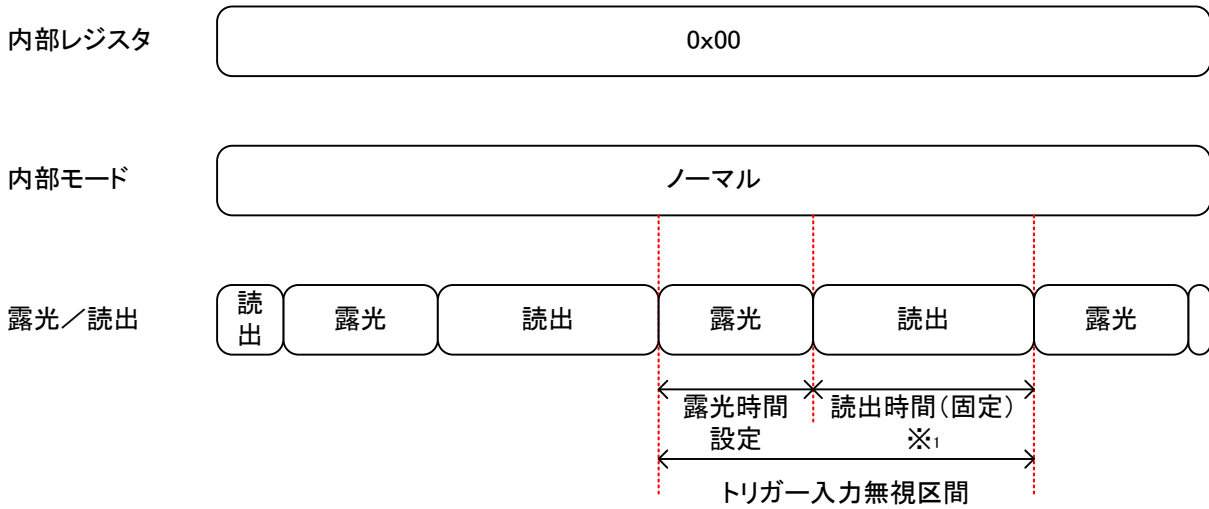 内部レジスタ
0x00
内部モード
ノーマル
露光／読出
読
出
露光
読出
露光
読出
露光
露光時間
設定
読出時間(固定)
※1
トリガー入力無視区間